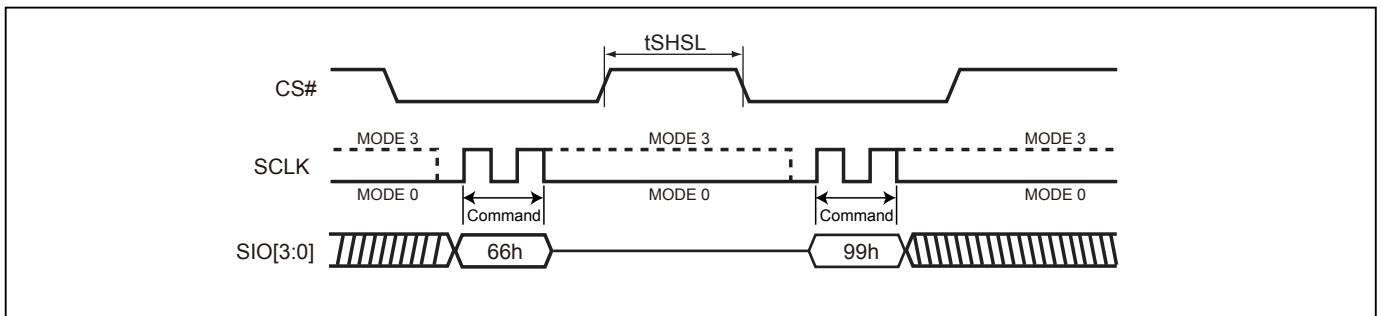 tSHSL
CS#
MODE 3 MODE 3 MODE 3
SCLK
MODE 0 MODE 0 MODE 0
Command Command
SIO[3:0] 66h 99h